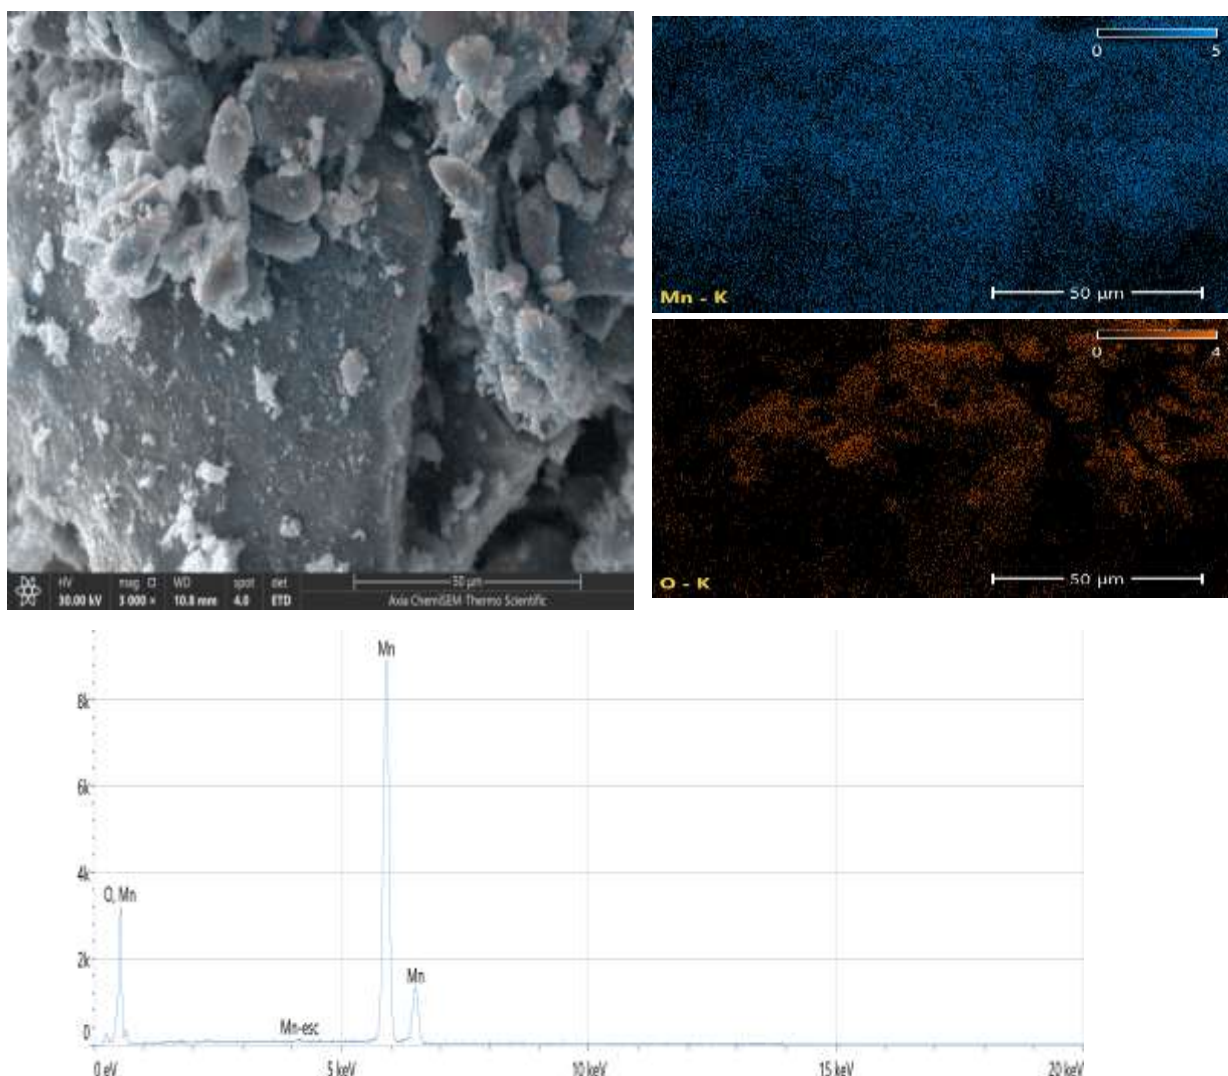 HV mag □ WD spot det 50 µm
30.00 kV 3 000 × 10.8 mm 4.0 ETD Axia ChemiSEM Thermo Scientific
0 5
Mn - K 50 µm
0 4
O - K 50 µm
Mn
8k
6k
4k
O, Mn
2k
Mn
Mn-esc
0
0 eV 5 keV 10 keV 15 keV 20 keV